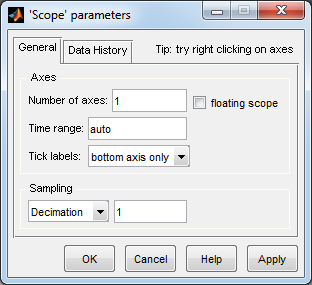 'Scope' parameters
General
Data History
Tip: try right clicking on axes
Axes
Number of axes: 1
floating scope
Time range: auto
Tick labels: bottom axis only
Sampling
Decimation 1
OK Cancel Help Apply